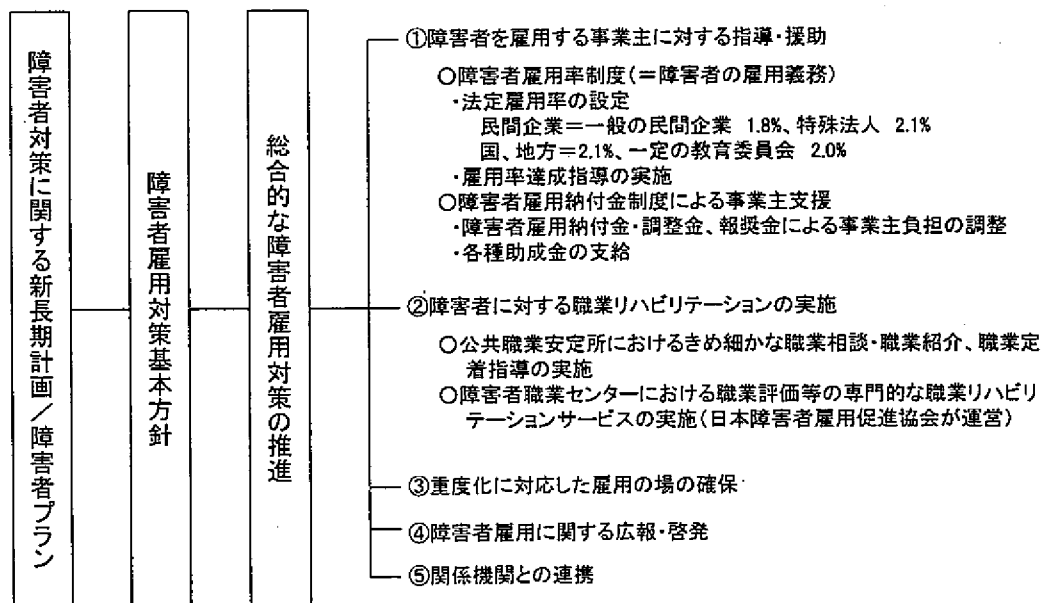 障害者対策に関する新長期計画／障害者プラン
障害者雇用対策基本方針
総合的な障害者雇用対策の推進
①障害者を雇用する事業主に対する指導・援助
〇障害者雇用率制度(＝障害者の雇用義務)
・法定雇用率の設定
民間企業＝一般の民間企業 1.8%、特殊法人 2.1%
国、地方＝2.1%、一定の教育委員会 2.0%
・雇用率達成指導の実施
〇障害者雇用納付金制度による事業主支援
・障害者雇用納付金・調整金、報奨金による事業主負担の調整
・各種助成金の支給
②障害者に対する職業リハビリテーションの実施
〇公共職業安定所におけるきめ細かな職業相談・職業紹介、職業定
着指導の実施
〇障害者職業センターにおける職業評価等の専門的な職業リハビリ
テーションサービスの実施(日本障害者雇用促進協会が運営)
③重度化に対応した雇用の場の確保
④障害者雇用に関する広報・啓発
⑤関係機関との連携